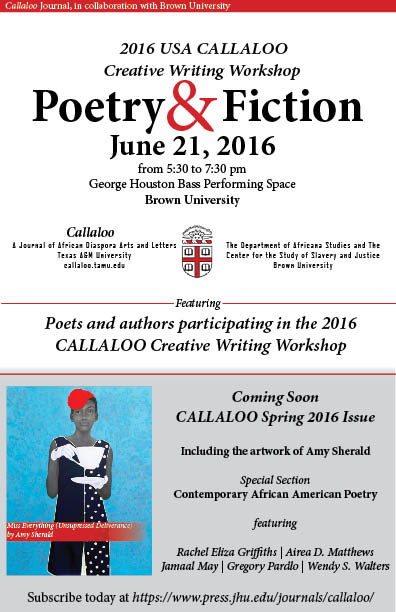 Callaloo Journal, in collaboration with Brown University
2016 USA CALLALOO
Creative Writing Workshop
Poetry & Fiction
June 21, 2016
from 5:30 to 7:30 pm
George Houston Bass Performing Space
Brown University
Callaloo
A Journal of African Diaspora Arts and Letters
Texas A&M University
callaloo.tamu.edu
The Department of Africana Studies and The
Center for the Study of Slavery and Justice
Brown University
Featuring
Poets and authors participating in the 2016
CALLALOO Creative Writing Workshop
Miss Everything (Unsupressed Deliverance)
by Amy Sherald
Coming Soon
CALLALOO Spring 2016 Issue
Including the artwork of Amy Sherald
Special Section
Contemporary African American Poetry
featuring
Rachel Eliza Griffiths | Airea D. Matthews
Jamaal May | Gregory Pardlo | Wendy S. Walters
Subscribe today at https://www.press.jhu.edu/journals/callaloo/